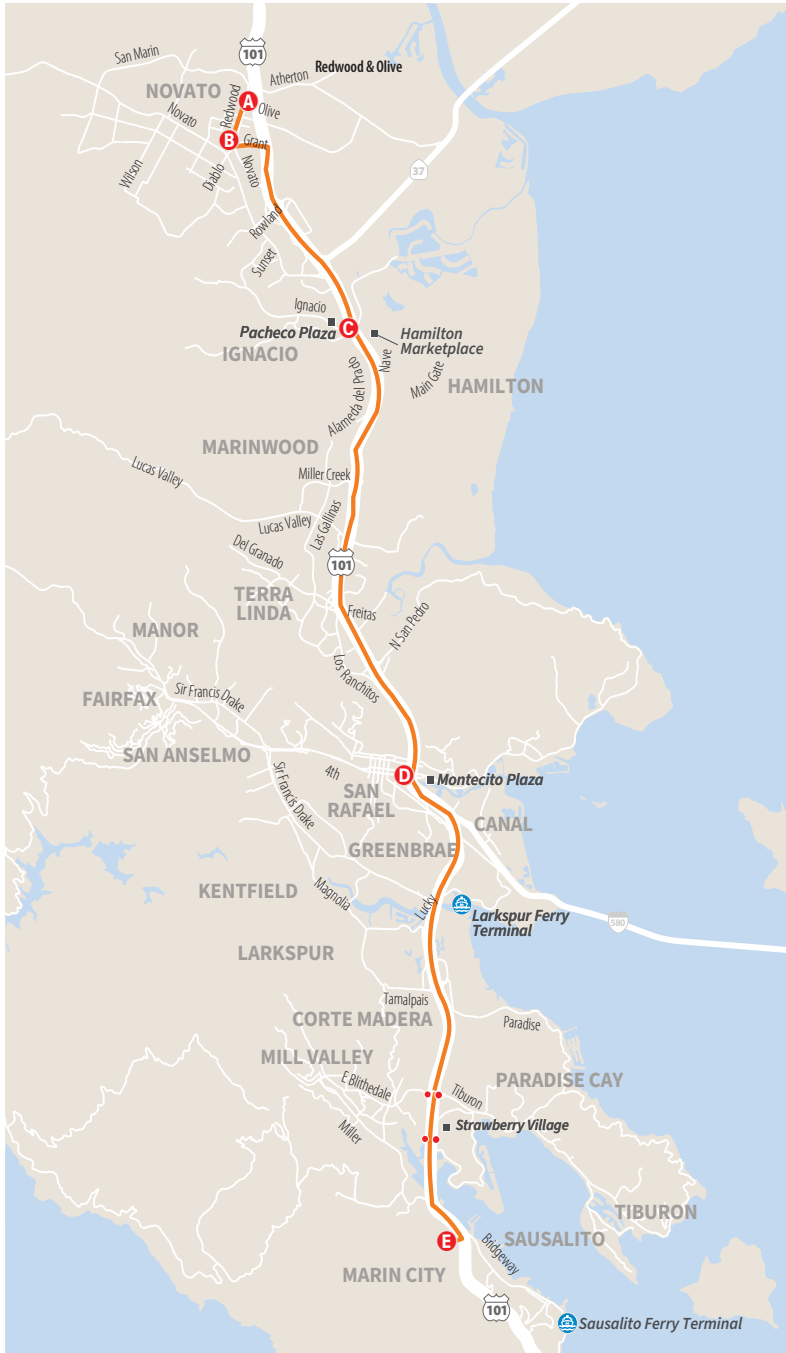 San Marin
101
Atherton
Redwood & Olive
NOVATO
Redwood
A
Olive
Novato
B
Grant
Wilson
Diablo
Novato
37
Rowland
Sunset
Ignacio
Pacheco Plaza
C
Hamilton
Marketplace
IGNACIO
Nave
Alameda del Prado
Main Gate
HAMILTON
MARINWOOD
Lucas Valley
Miller Creek
Lucas Valley
Las Gallinas
Del Granado
101
TERRA
LINDA
Freitas
N San Pedro
MANOR
Los Ranchitos
FAIRFAX
Sir Francis Drake
SAN ANSELMO
4th
D
Montecito Plaza
SAN
RAFAEL
Sir Francis Drake
CANAL
GREENBRAE
KENTFIELD
Magnolia
Lucky
Larkspur Ferry
Terminal
580
LARKSPUR
Tamalpais
CORTE MADERA
Paradise
MILL VALLEY
E Blithedale
Tiburon
PARADISE CAY
Miller
Strawberry Village
TIBURON
E
SAUSALITO
Bridgeway
MARIN CITY
101
Sausalito Ferry Terminal